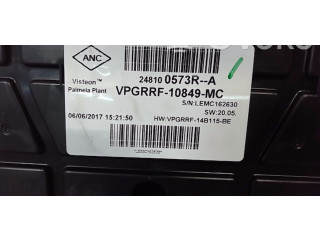 ANC
24810 0573R--A
Visteon
Palmela Plant
VPGRRF-10849-MC
S/N:LEMC162630
SW:20.05.
06/06/2017 15:21:50
HW:VPGRRF-14B115-BE
*LEMC162630*